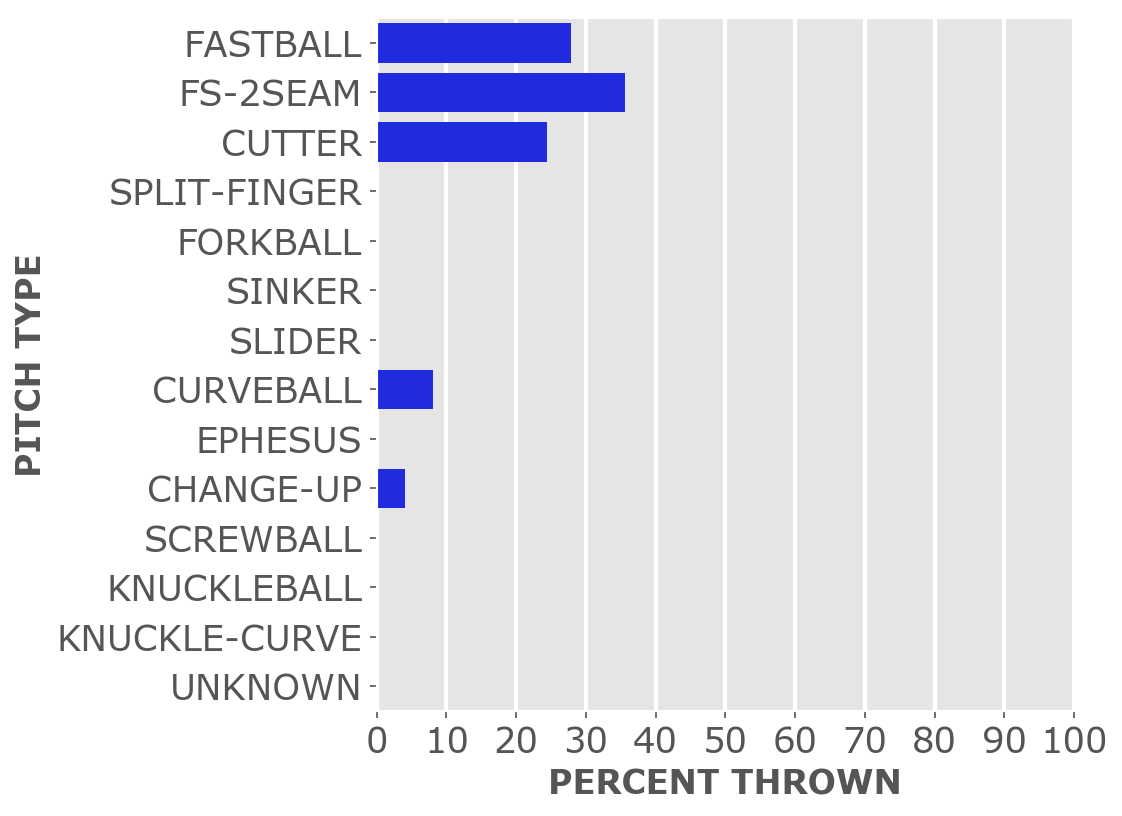 FASTBALL
FS-2SEAM
CUTTER
SPLIT-FINGER
FORKBALL
SINKER
SLIDER
CURVEBALL
EPHESUS
CHANGE-UP
SCREWBALL
KNUCKLEBALL
KNUCKLE-CURVE
UNKNOWN
PITCH TYPE
0 10 20 30 40 50 60 70 80 90 100
PERCENT THROWN